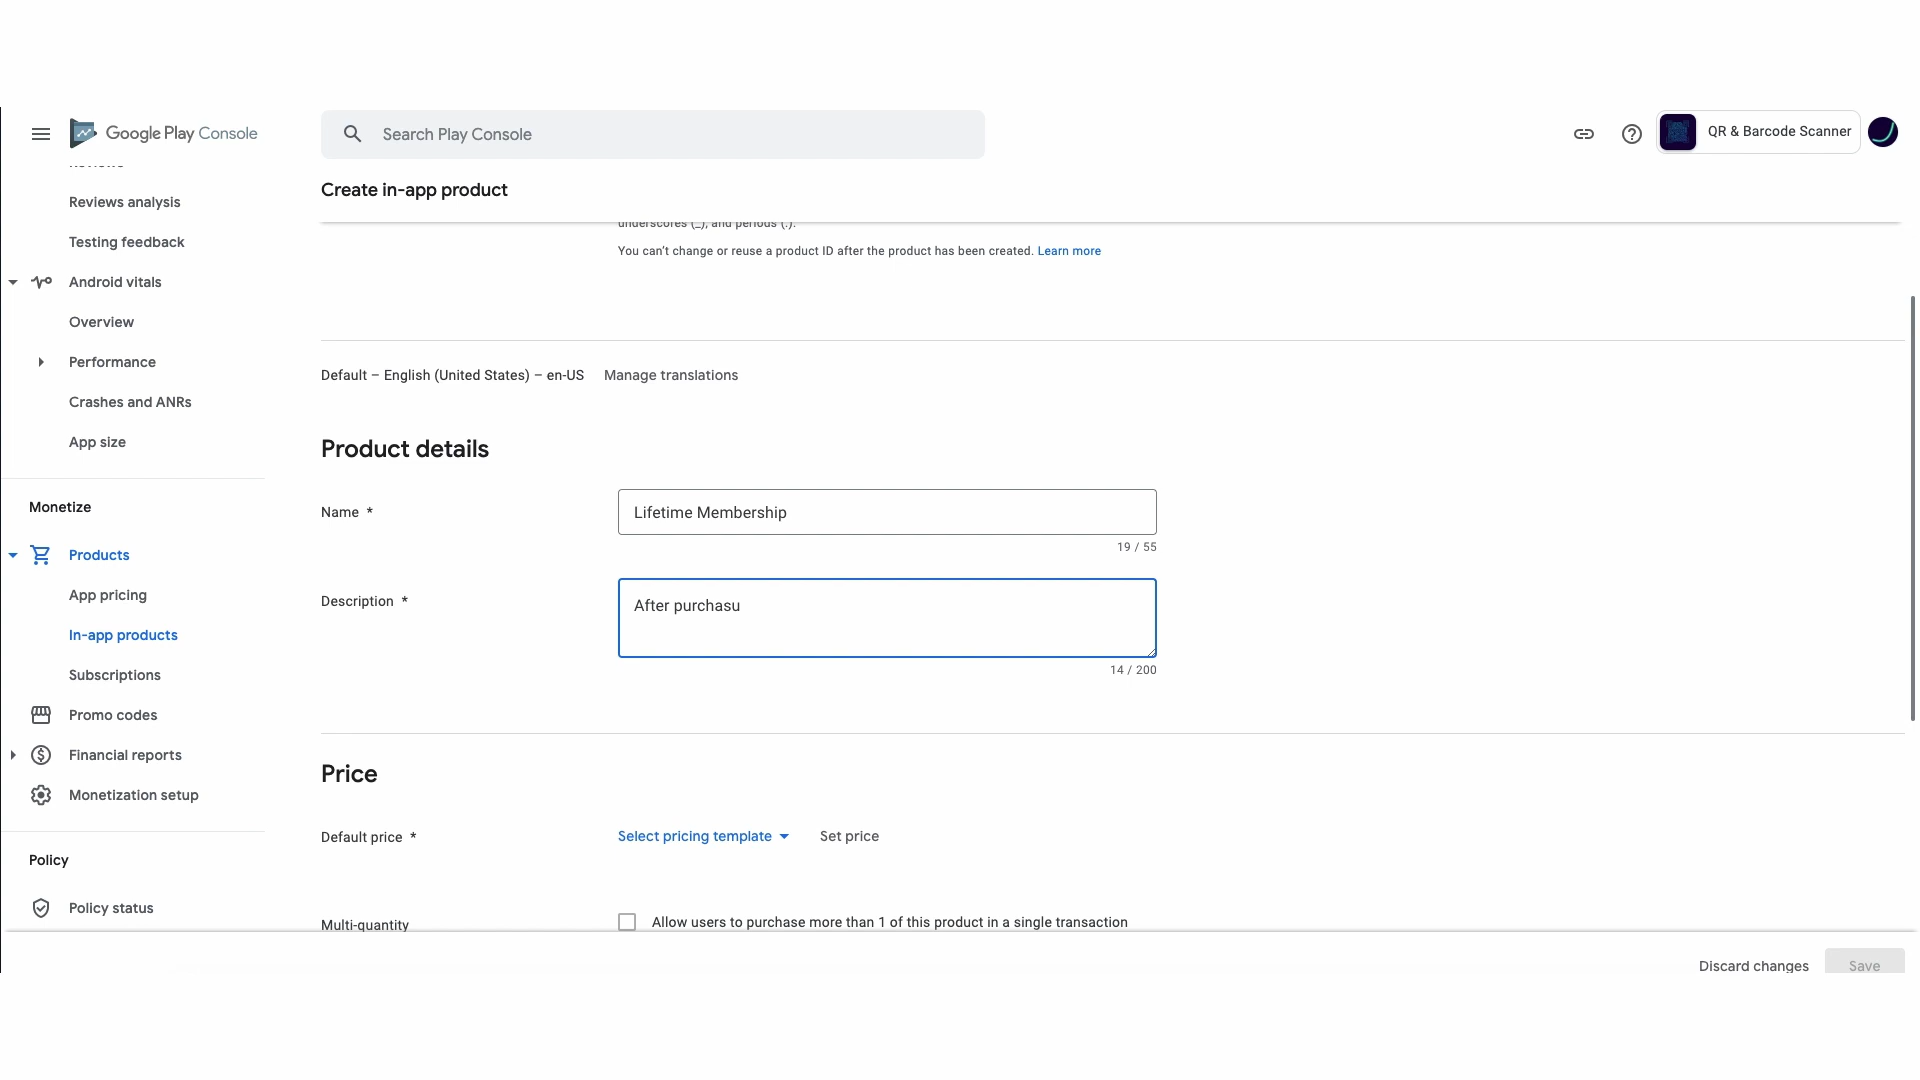 Google Play Console
Search Play Console
QR & Barcode Scanner
Create in-app product
Reviews analysis
Testing feedback
Android vitals
Overview
Performance
Crashes and ANRs
App size
Monetize
Products
App pricing
In-app products
Subscriptions
Promo codes
Financial reports
Monetization setup
Policy
Policy status
underscores (_), and periods (.).
You can't change or reuse a product ID after the product has been created. Learn more
Default – English (United States) – en-US Manage translations
Product details
Name *
Lifetime Membership
19 / 55
Description *
After purchasu
14 / 200
Price
Default price *
Select pricing template
Set price
Multi-quantity
Allow users to purchase more than 1 of this product in a single transaction
Discard changes
Save